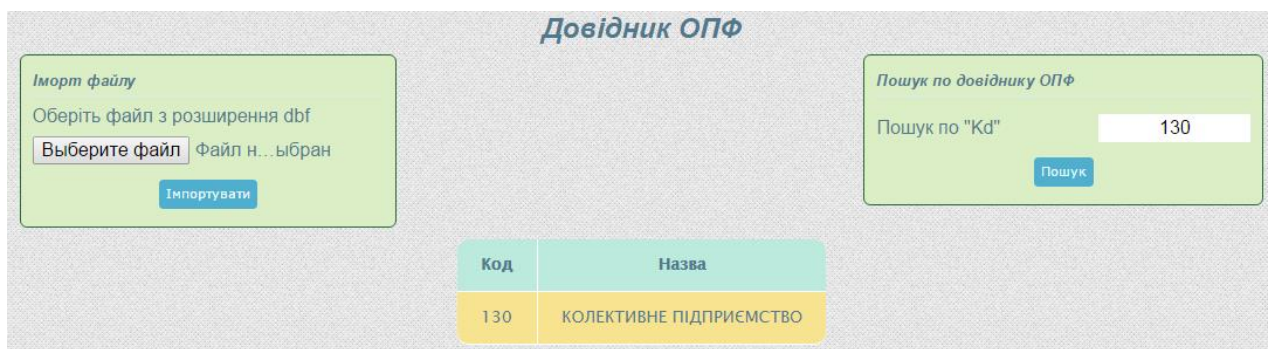 Довідник ОПФ
Іморт файлу
Оберіть файл з розширення dbf
Выберите файл Файл н...ыбран
Імпортувати
Пошук по довіднику ОПФ
Пошук по "Kd" 130
Пошук
Код Назва
130 КОЛЕКТИВНЕ ПІДПРИЄМСТВО